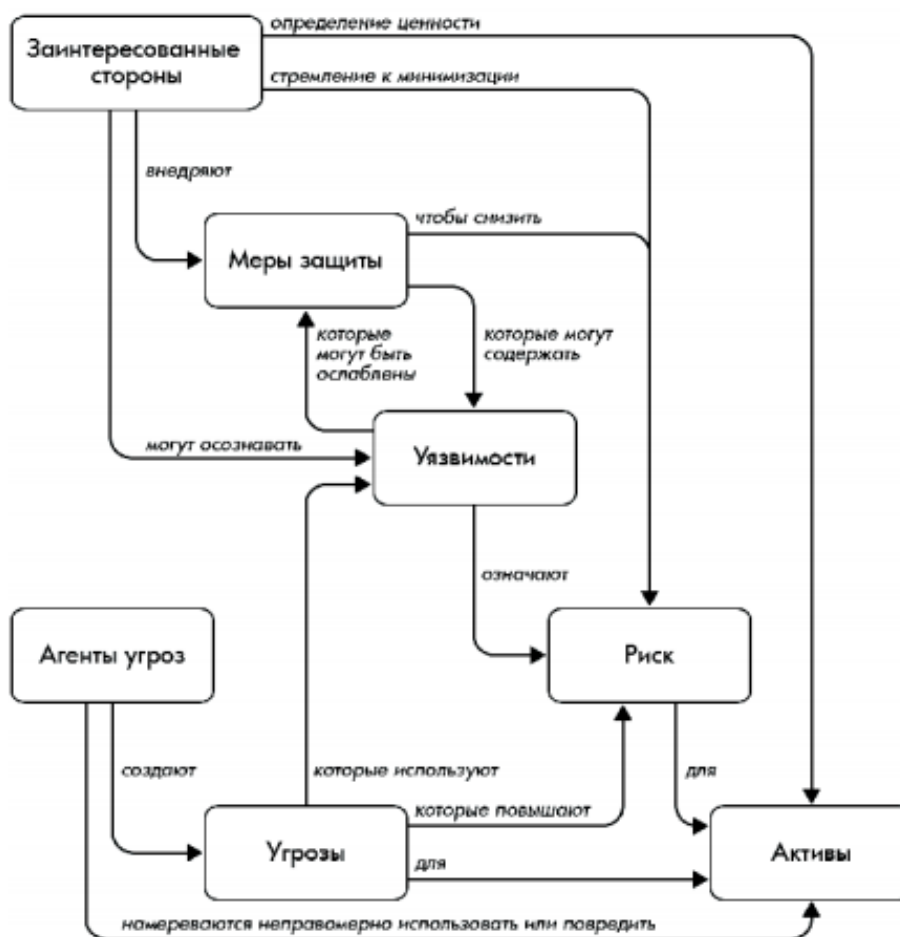 Заинтересованные
стороны
определение ценности
стремление к минимизации
внедряют
Меры защиты
чтобы снизить
которые
могут быть
ослаблены
которые могут
содержать
могут осознавать
Уязвимости
означают
Агенты угроз
Риск
создают
которые используют
для
которые повышают
Угрозы
для
Активы
намереваются неправомерно использовать или повредить